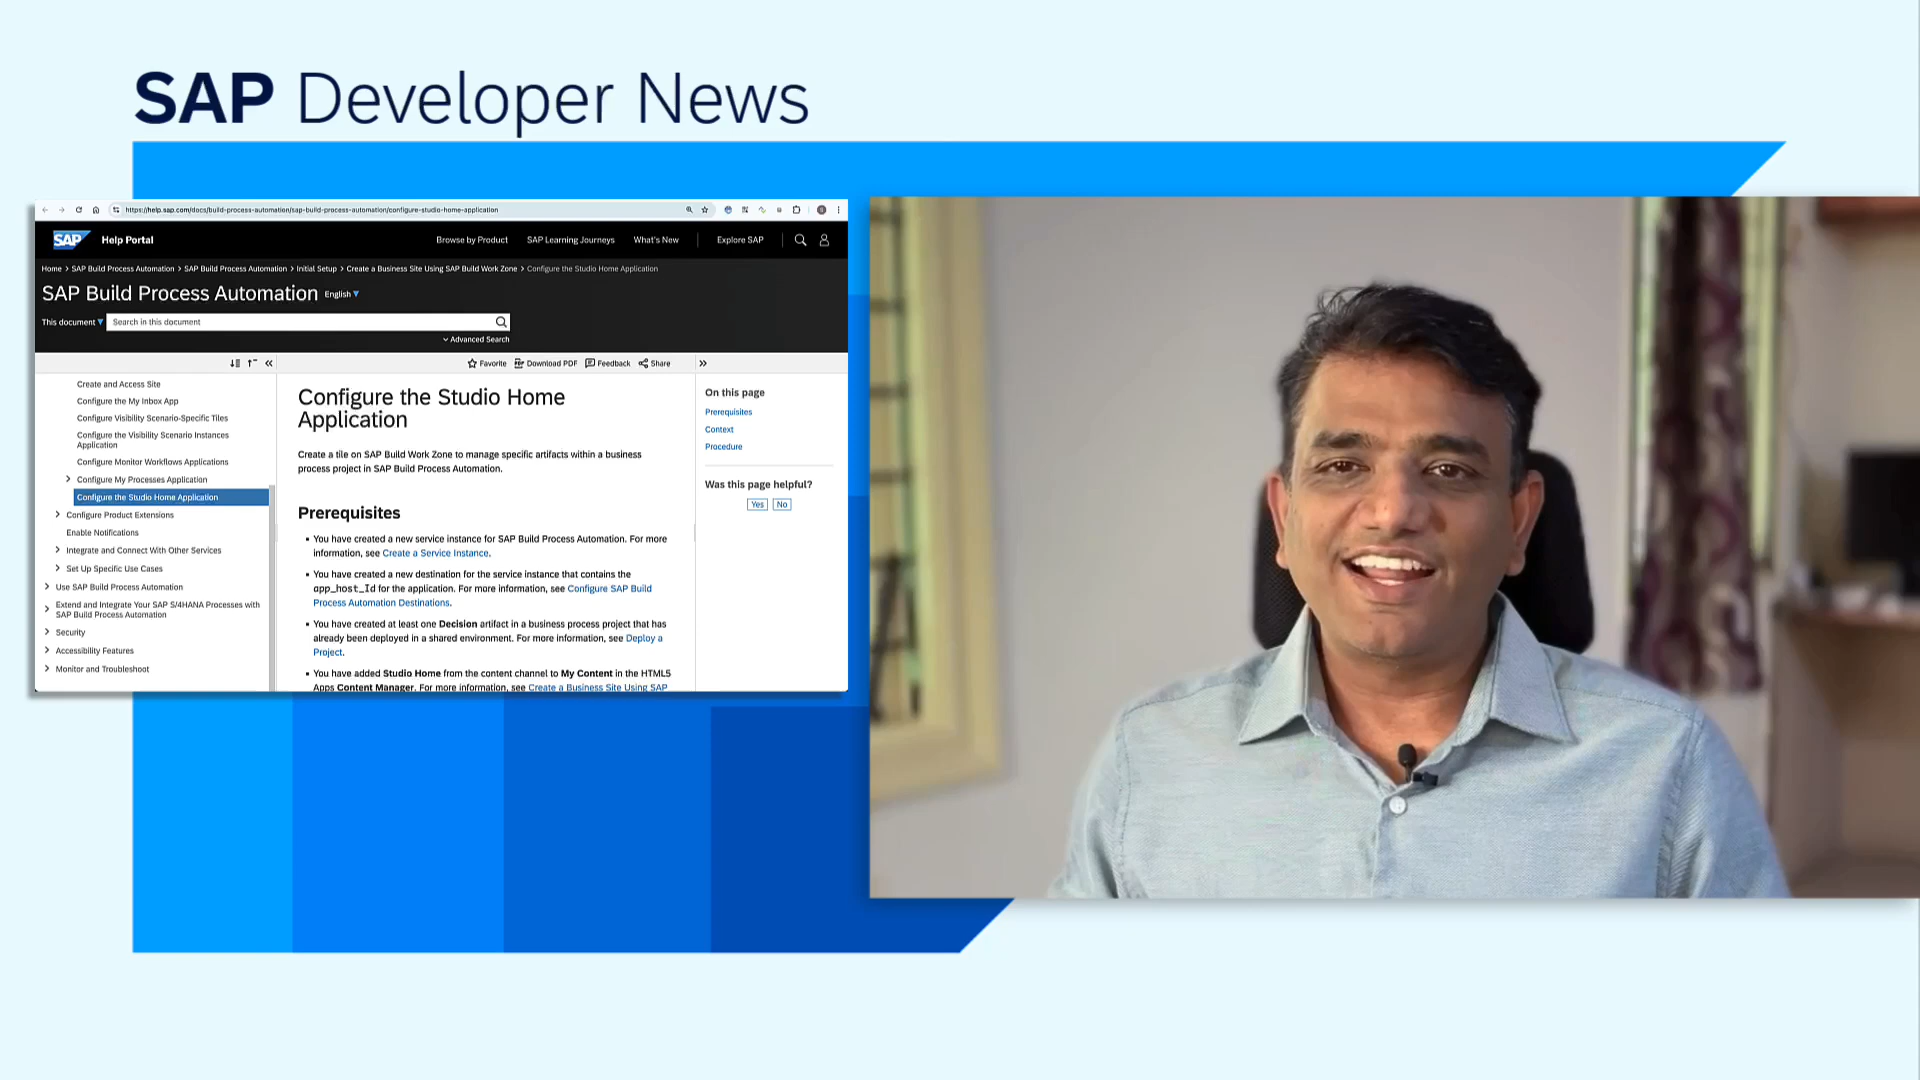 SAP Developer News
https://help.sap.com/docs/build-process-automation/sap-build-process-automation/configure-studio-home-application
SAP Help Portal
Browse by Product
SAP Learning Journeys
What's New
Explore SAP
Home > SAP Build Process Automation > SAP Build Process Automation > Initial Setup > Create a Business Site Using SAP Build Work Zone > Configure the Studio Home Application
SAP Build Process Automation English
This document
Search in this document
Advanced Search
Favorite
Download PDF
Feedback
Share
Create and Access Site
Configure the My Inbox App
Configure Visibility Scenario-Specific Tiles
Configure the Visibility Scenario Instances
Application
Configure Monitor Workflows Applications
Configure My Processes Application
Configure the Studio Home Application
Configure Product Extensions
Enable Notifications
Integrate and Connect With Other Services
Set Up Specific Use Cases
Use SAP Build Process Automation
Extend and Integrate Your SAP S/4HANA Processes with
SAP Build Process Automation
Security
Accessibility Features
Monitor and Troubleshoot
Configure the Studio Home
Application
Create a tile on SAP Build Work Zone to manage specific artifacts within a business
process project in SAP Build Process Automation.
Prerequisites
• You have created a new service instance for SAP Build Process Automation. For more
information, see Create a Service Instance.
• You have created a new destination for the service instance that contains the
app_host_Id for the application. For more information, see Configure SAP Build
Process Automation Destinations.
• You have created at least one Decision artifact in a business process project that has
already been deployed in a shared environment. For more information, see Deploy a
Project.
• You have added Studio Home from the content channel to My Content in the HTML5
Apps Content Manager. For more information, see Create a Business Site Using SAP
On this page
Prerequisites
Context
Procedure
Was this page helpful?
Yes No